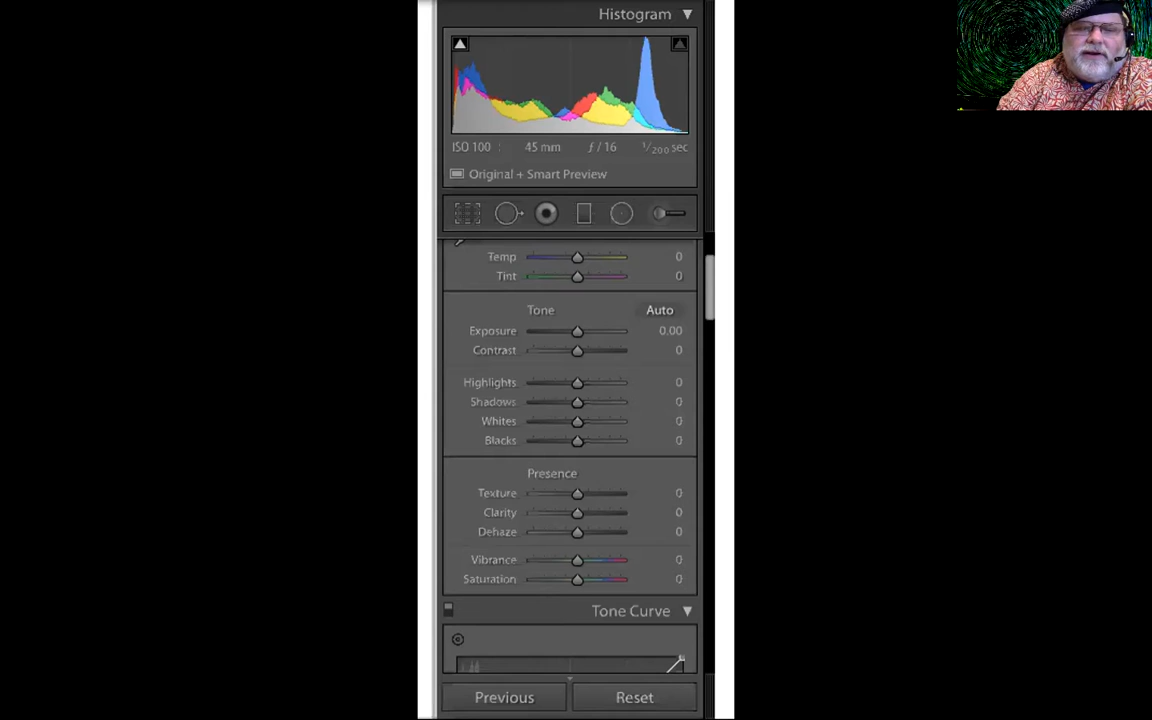 Histogram
ISO 100 45 mm ƒ / 16 1/200 sec
Original + Smart Preview
Temp 0
Tint 0
Tone Auto
Exposure 0.00
Contrast 0
Highlights 0
Shadows 0
Whites 0
Blacks 0
Presence
Texture 0
Clarity 0
Dehaze 0
Vibrance 0
Saturation 0
Tone Curve
Previous Reset